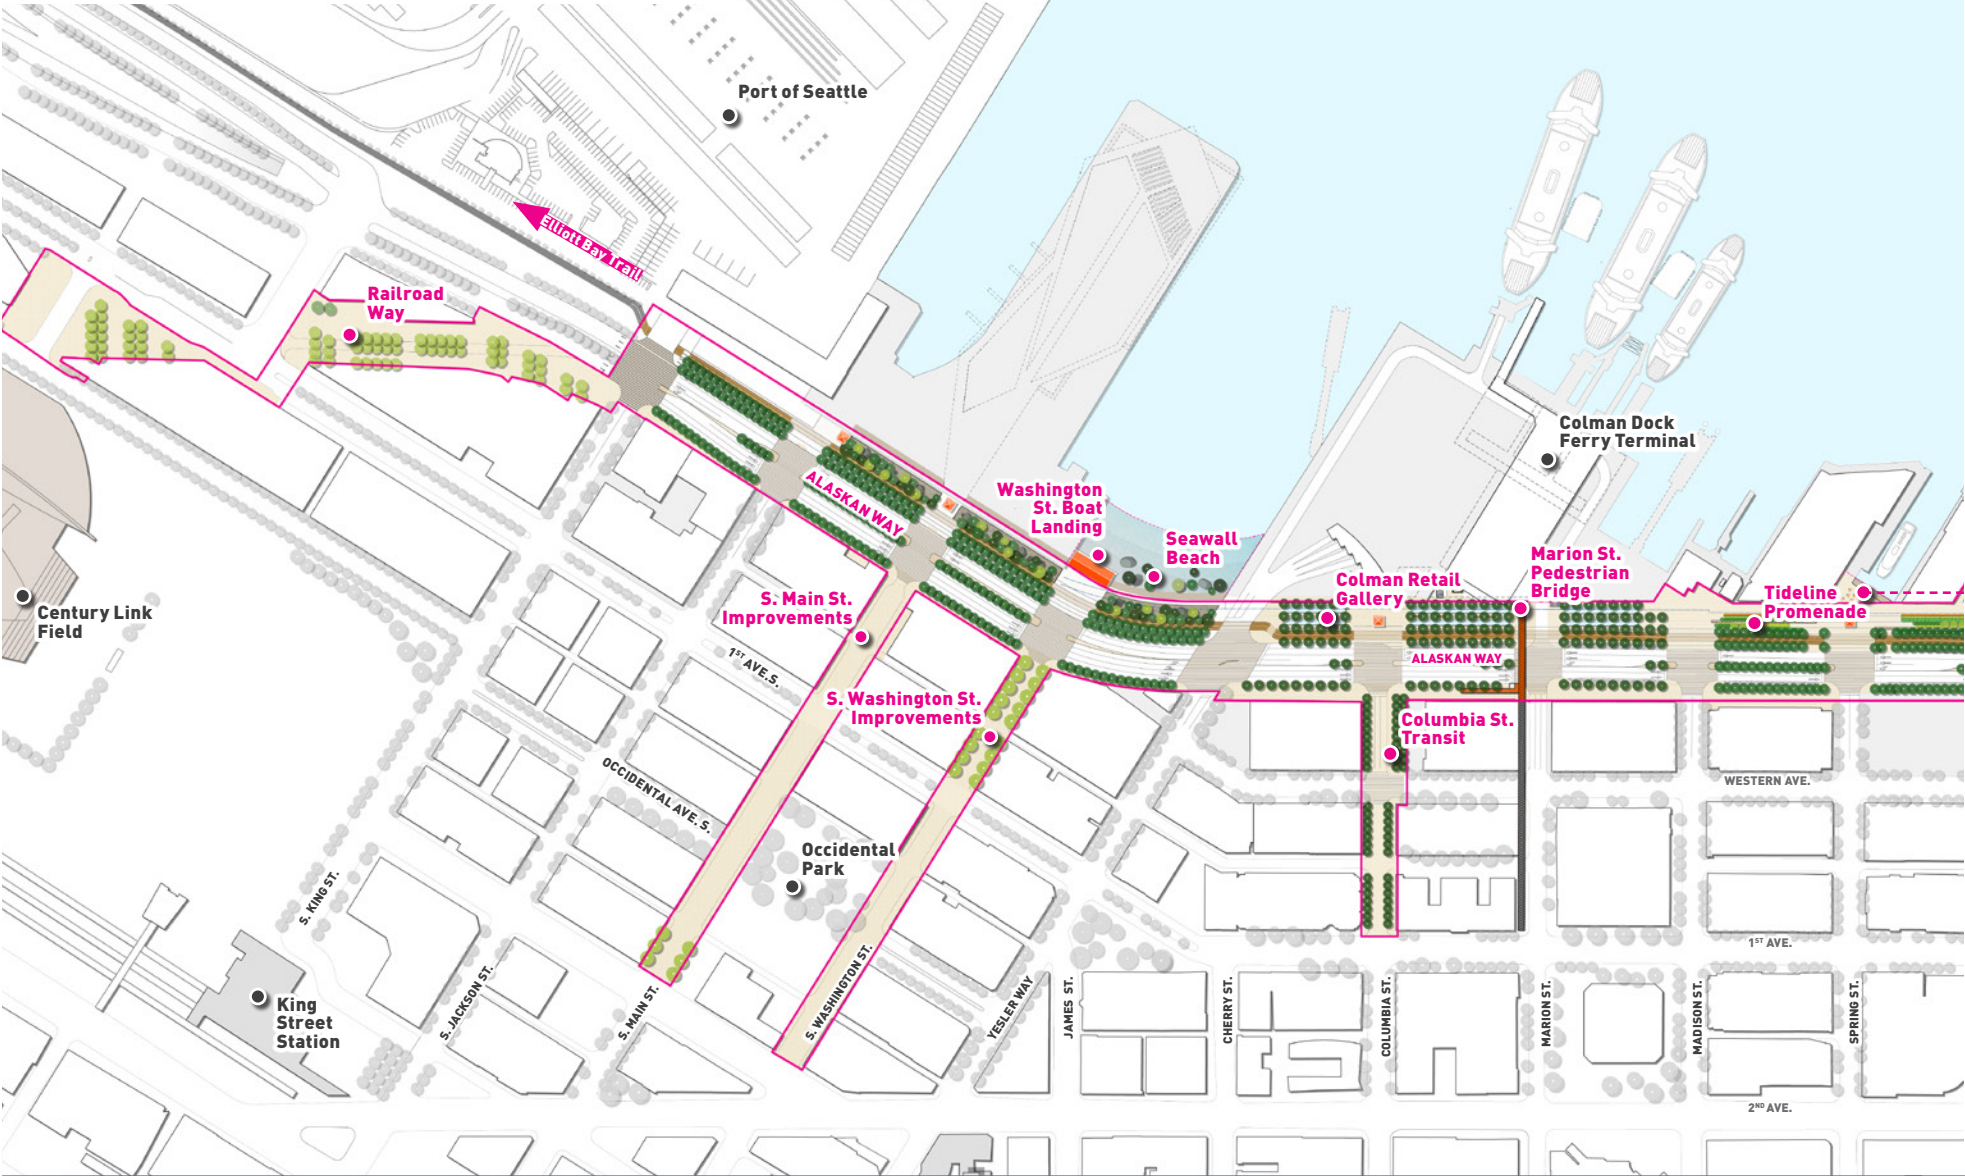 Port of Seattle
Elliott Bay Trail
Railroad
Way
Colman Dock
Ferry Terminal
ALASKAN WAY
Washington
St. Boat
Landing
Seawall
Beach
Marion St.
Pedestrian
Bridge
Colman Retail
Gallery
Tideline
Promenade
Century Link
Field
S. Main St.
Improvements
1ST AVE.S.
ALASKAN WAY
S. Washington St.
Improvements
Columbia St.
Transit
OCCIDENTAL AVE. S.
WESTERN AVE.
Occidental
Park
S. KING ST.
1ST AVE.
King
Street
Station
S. JACKSON ST.
S. MAIN ST.
S. WASHINGTON ST.
YESLER WAY
JAMES ST.
CHERRY ST.
COLUMBIA ST.
MARION ST.
MADISON ST.
SPRING ST.
2ND AVE.